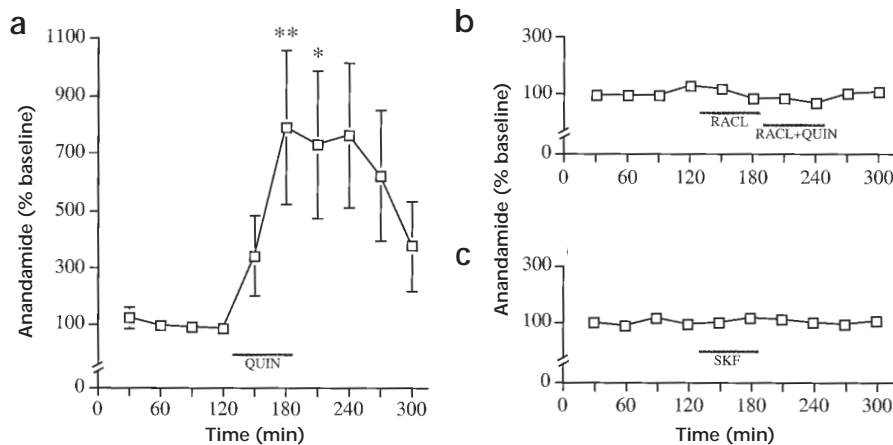 a
Anandamide (% baseline)
1100
900
700
500
300
100
0
**
*
QUIN
0 60 120 180 240 300
Time (min)
b
Anandamide (% baseline)
300
100
0
RACL
RACL+QUIN
0 60 120 180 240 300
c
300
100
0
SKF
0 60 120 180 240 300
Time (min)